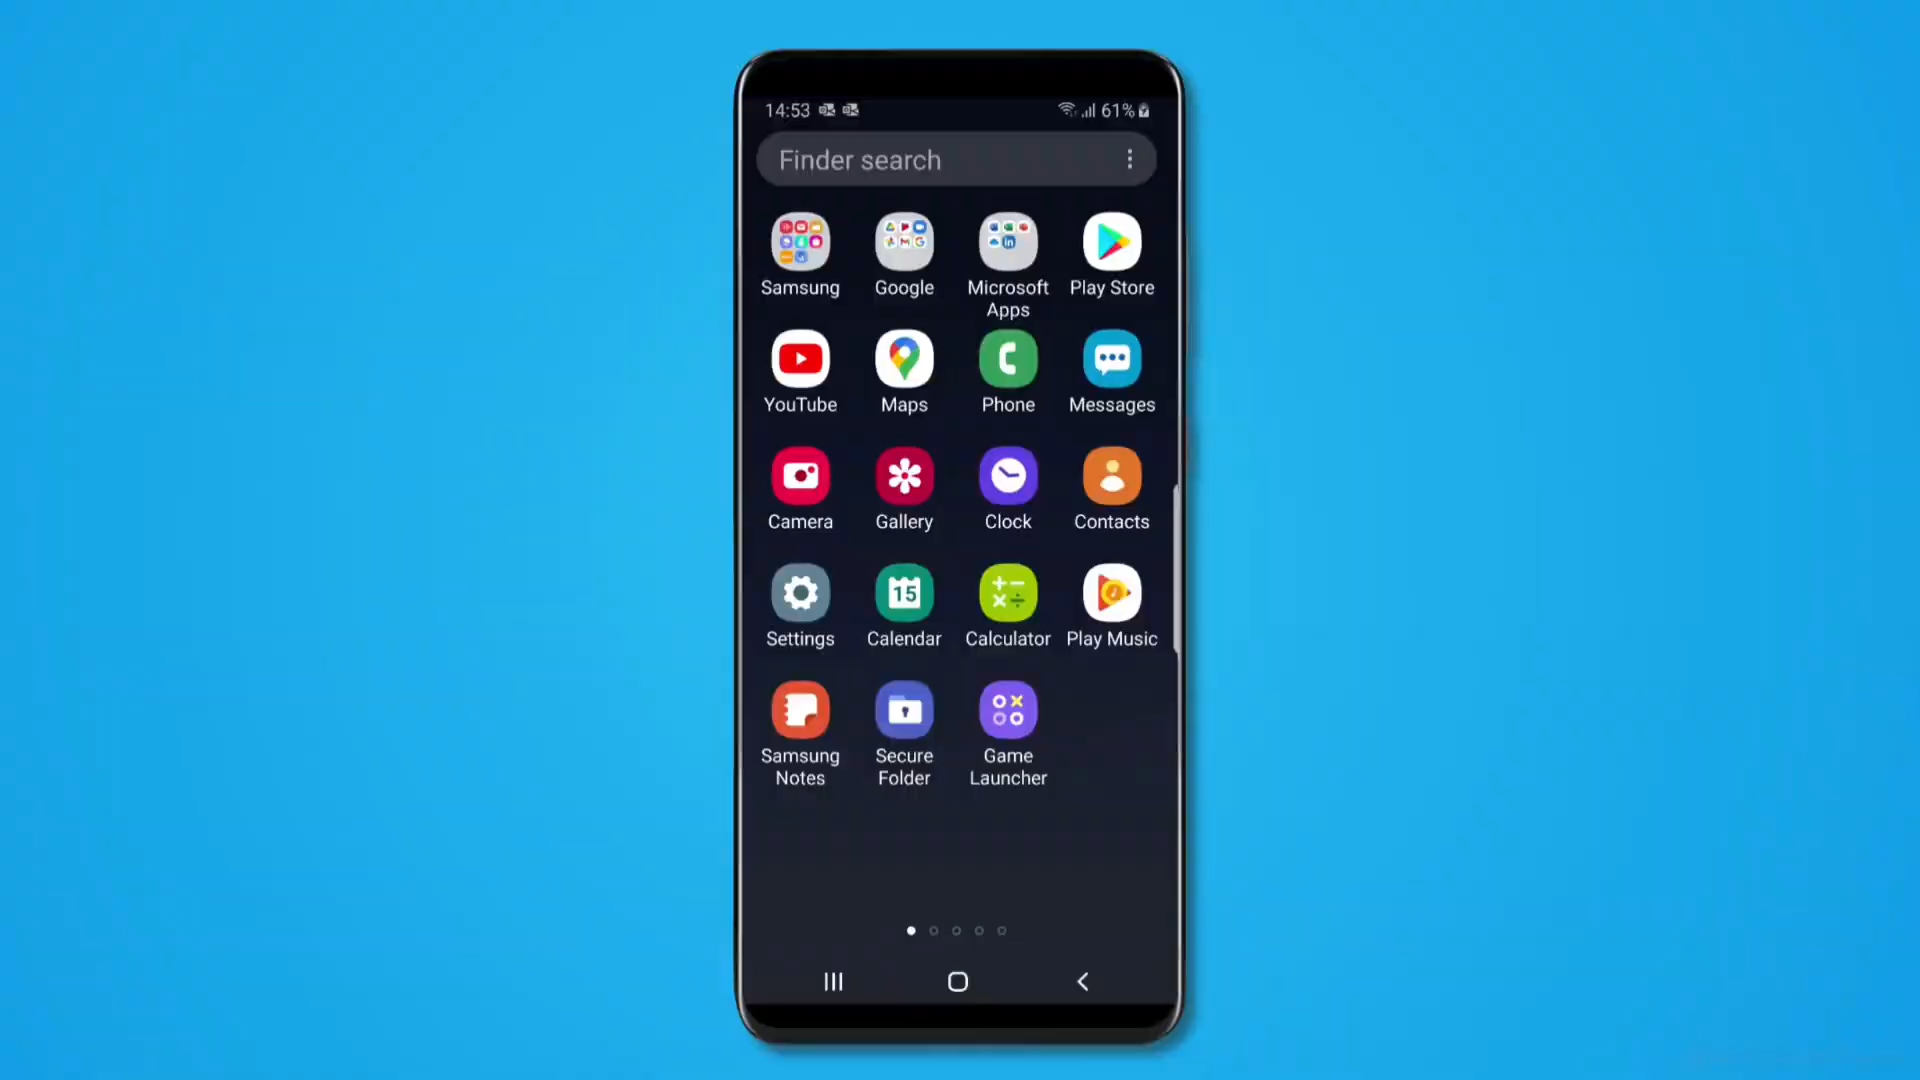 14:53 61%
Finder search
Samsung Google Microsoft Apps Play Store
YouTube Maps Phone Messages
Camera Gallery Clock Contacts
15
Settings Calendar Calculator Play Music
Samsung Notes Secure Folder Game Launcher